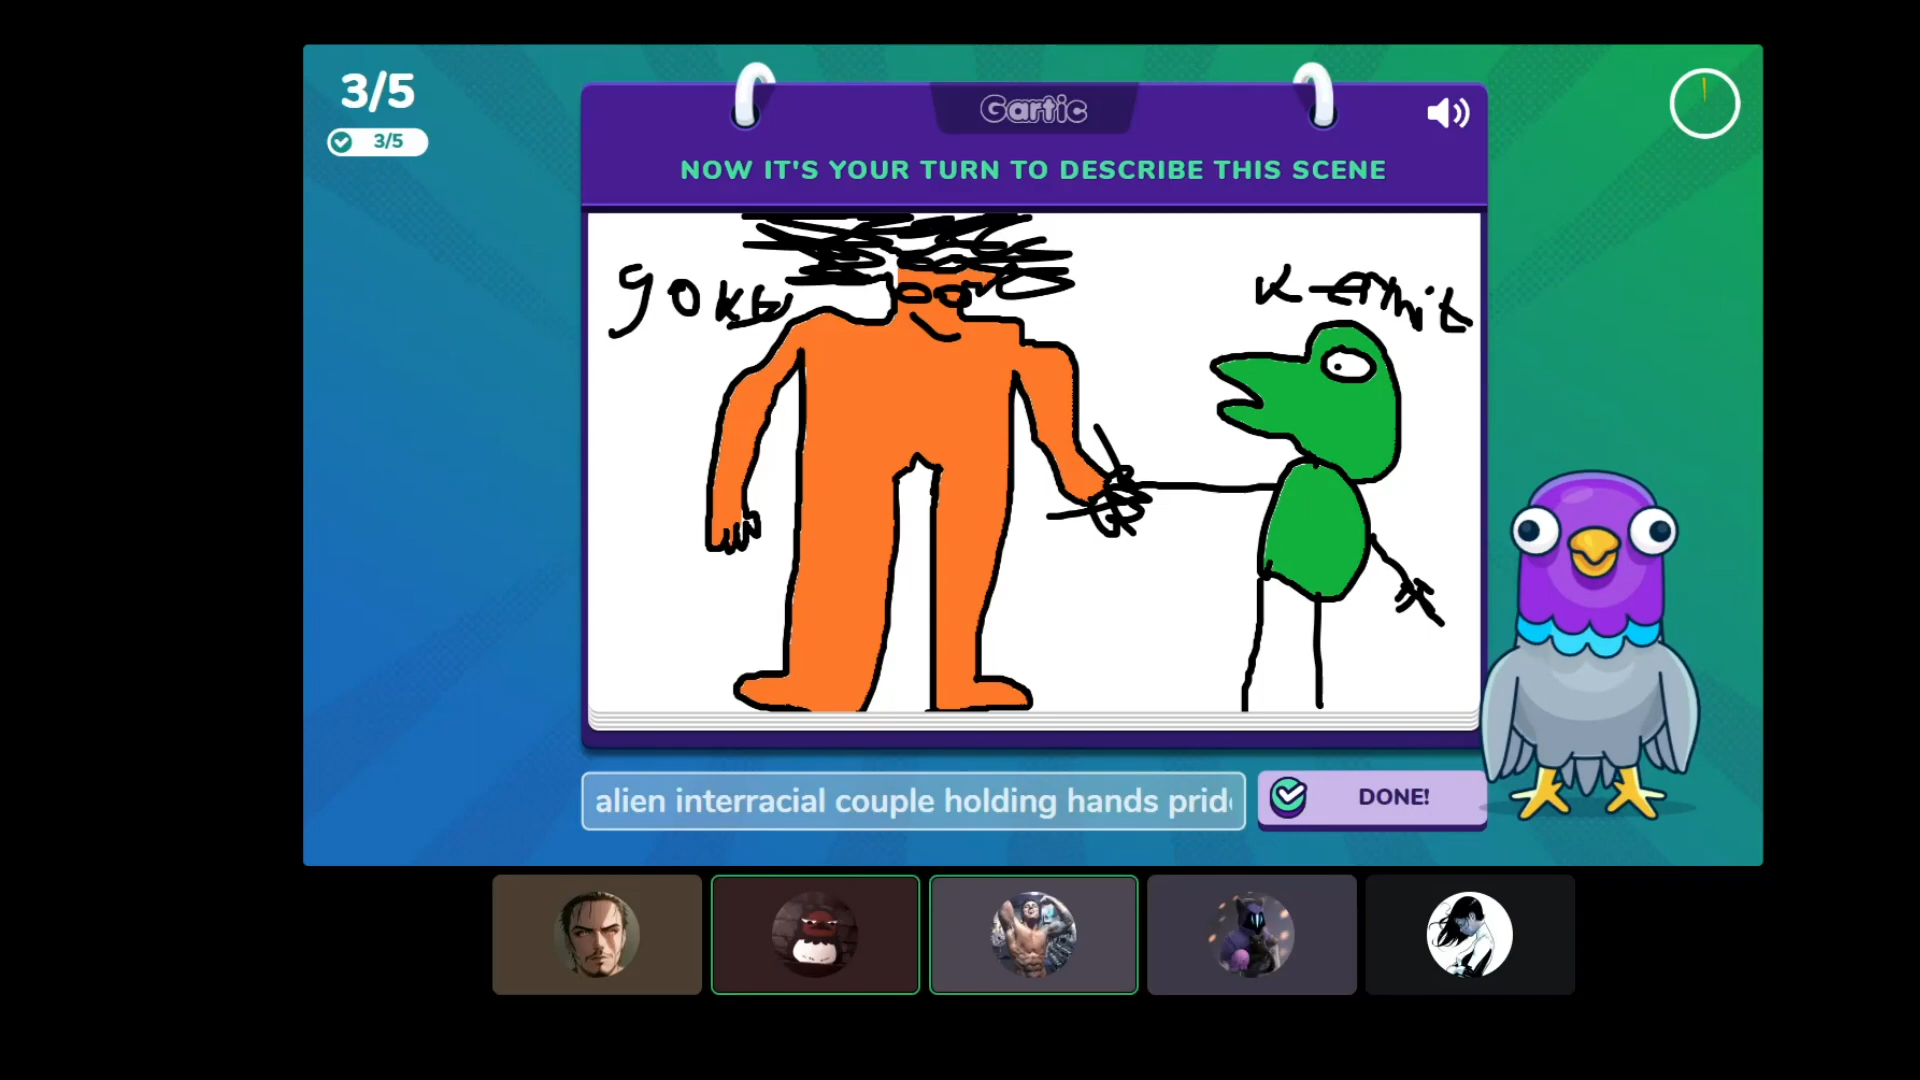 3/5
3/5
Gartic
NOW IT'S YOUR TURN TO DESCRIBE THIS SCENE
goku
kermit
alien interracial couple holding hands prid
DONE!